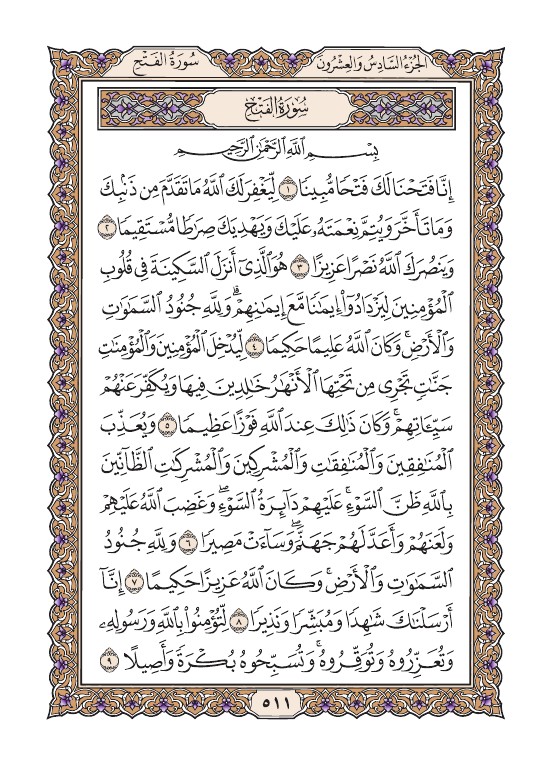 الجزء السادس والعشرون
سورة الفتح
سُورَةُ الفَتْحِ
بِسْمِ ٱللَّهِ ٱلرَّحْمَٰنِ ٱلرَّحِيمِ
إِنَّا فَتَحْنَا لَكَ فَتْحًا مُّبِينًا ١ لِّيَغْفِرَ لَكَ ٱللَّهُ مَا تَقَدَّمَ مِن ذَنۢبِكَ
وَمَا تَأَخَّرَ وَيُتِمَّ نِعْمَتَهُۥ عَلَيْكَ وَيَهْدِيَكَ صِرَٰطًا مُّسْتَقِيمًا ٢
وَيَنصُرَكَ ٱللَّهُ نَصْرًا عَزِيزًا ٣ هُوَ ٱلَّذِىٓ أَنزَلَ ٱلسَّكِينَةَ فِى قُلُوبِ
ٱلْمُؤْمِنِينَ لِيَزْدَادُوٓا۟ إِيمَٰنًا مَّعَ إِيمَٰنِهِمْ ۗ وَلِلَّهِ جُنُودُ ٱلسَّمَٰوَٰتِ
وَٱلْأَرْضِ ۚ وَكَانَ ٱللَّهُ عَلِيمًا حَكِيمًا ٤ لِّيُدْخِلَ ٱلْمُؤْمِنِينَ وَٱلْمُؤْمِنَٰتِ
جَنَّٰتٍ تَجْرِى مِن تَحْتِهَا ٱلْأَنْهَٰرُ خَٰلِدِينَ فِيهَا وَيُكَفِّرَ عَنْهُمْ
سَيِّـَٔاتِهِمْ ۚ وَكَانَ ذَٰلِكَ عِندَ ٱللَّهِ فَوْزًا عَظِيمًا ٥ وَيُعَذِّبَ
ٱلْمُنَٰفِقِينَ وَٱلْمُنَٰفِقَٰتِ وَٱلْمُشْرِكِينَ وَٱلْمُشْرِكَٰتِ ٱلظَّآنِّينَ
بِٱللَّهِ ظَنَّ ٱلسَّوْءِ ۚ عَلَيْهِمْ دَآئِرَةُ ٱلسَّوْءِ ۖ وَغَضِبَ ٱللَّهُ عَلَيْهِمْ
وَلَعَنَهُمْ وَأَعَدَّ لَهُمْ جَهَنَّمَ ۖ وَسَآءَتْ مَصِيرًا ٦ وَلِلَّهِ جُنُودُ
ٱلسَّمَٰوَٰتِ وَٱلْأَرْضِ ۚ وَكَانَ ٱللَّهُ عَزِيزًا حَكِيمًا ٧ إِنَّآ
أَرْسَلْنَٰكَ شَٰهِدًا وَمُبَشِّرًا وَنَذِيرًا ٨ لِّتُؤْمِنُوا۟ بِٱللَّهِ وَرَسُولِهِۦ
وَتُعَزِّرُوهُ وَتُوَقِّرُوهُ ۚ وَتُسَبِّحُوهُ بُكْرَةً وَأَصِيلًا ٩
٥١١